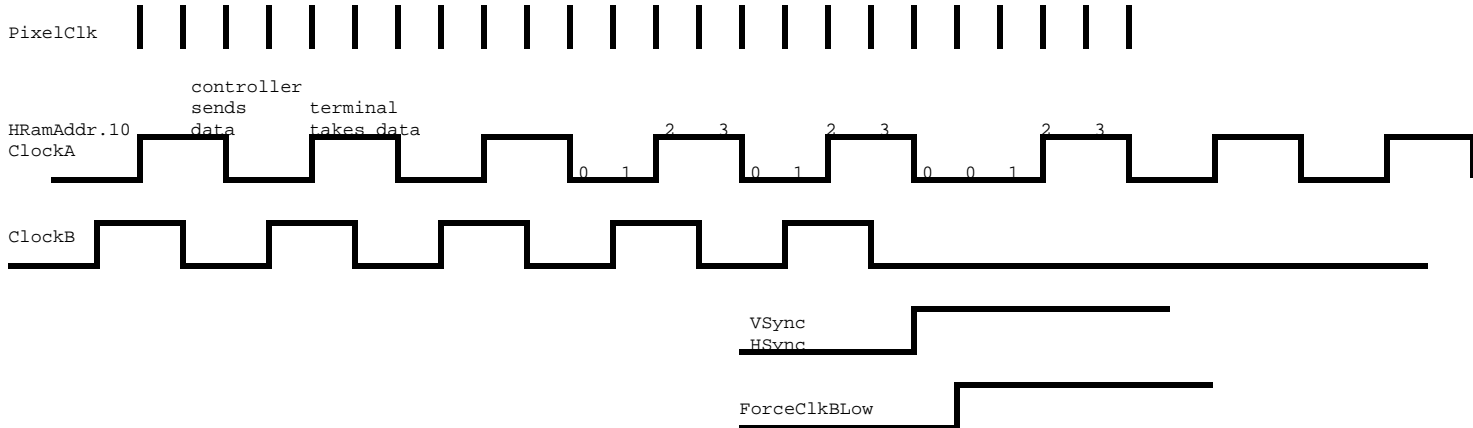 PixelClk
controller
sends terminal
HRamAddr.10 data takes data 2 3 2 3 2 3
ClockA
0 1 0 1 0 0 1
ClockB
VSync
HSync
ForceClkBLow